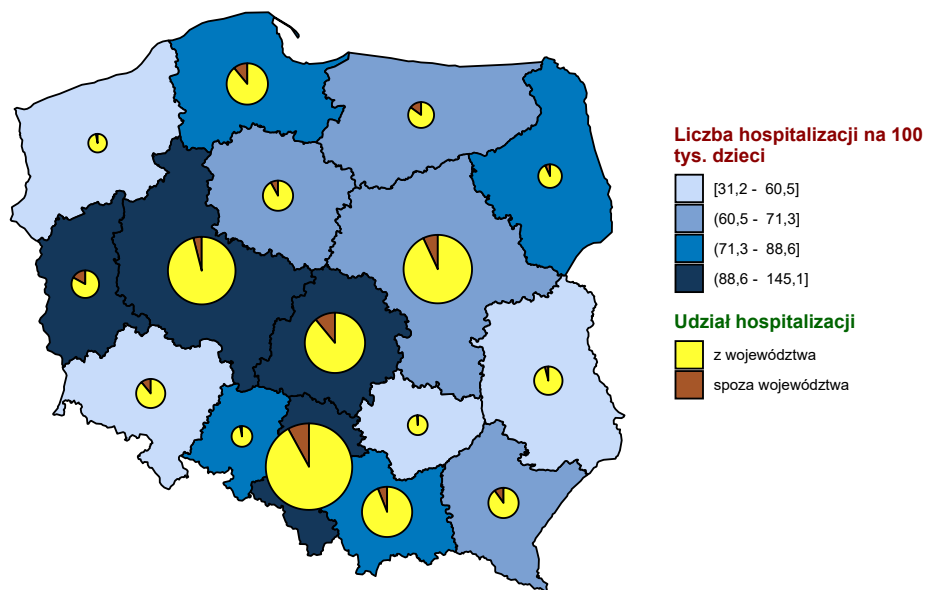 Liczba hospitalizacji na 100
tys. dzieci
[31,2 - 60,5]
(60,5 - 71,3]
(71,3 - 88,6]
(88,6 - 145,1]
Udział hospitalizacji
z województwa
spoza województwa